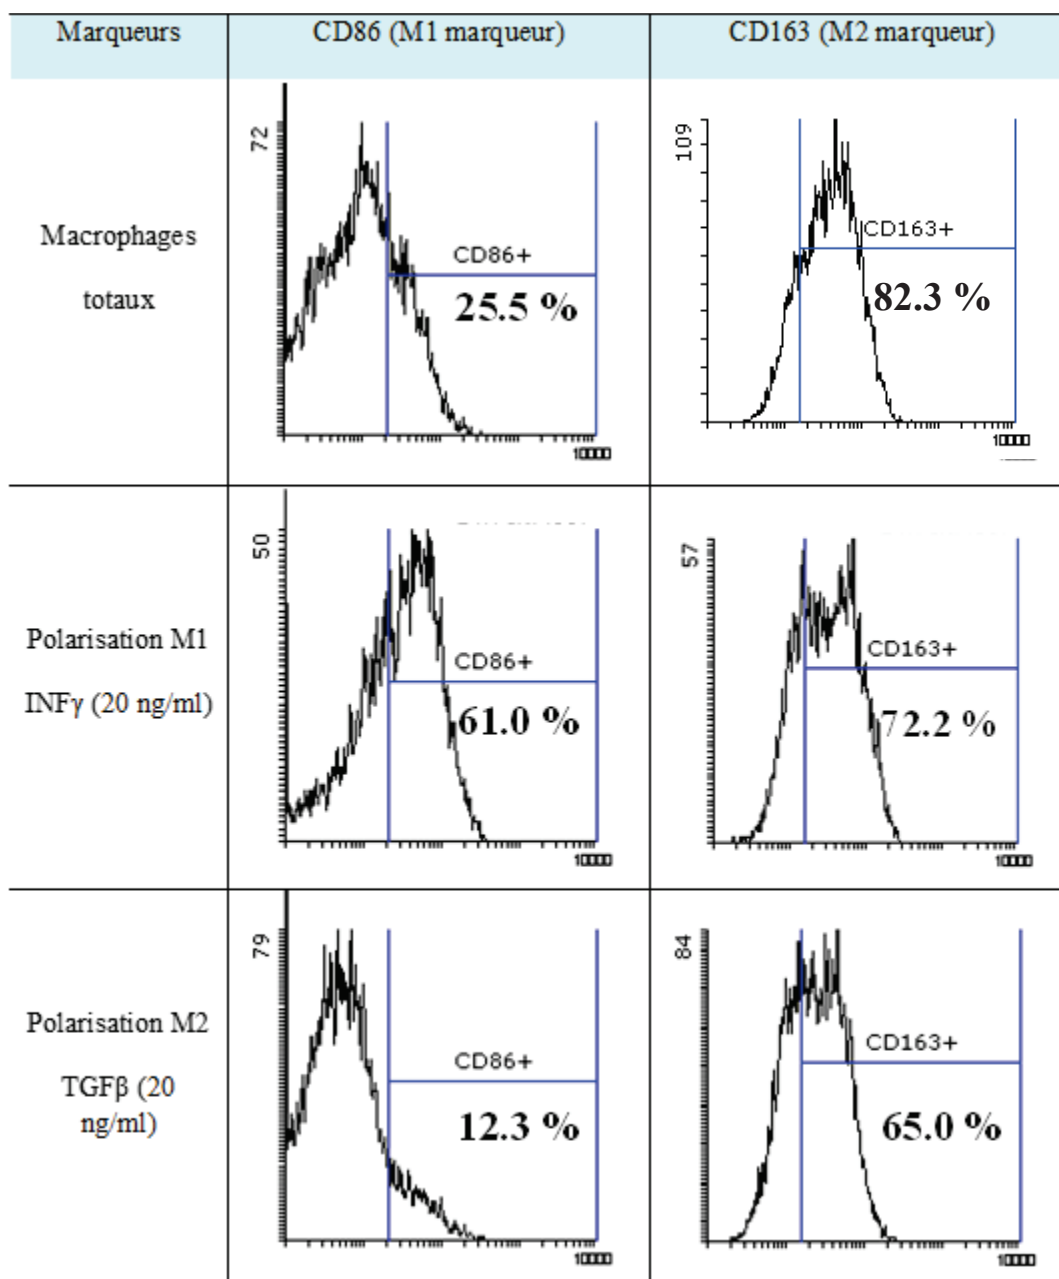 Marqueurs
CD86 (M1 marqueur)
CD163 (M2 marqueur)
Macrophages
totaux
72
CD86+
25.5 %
10000
109
CD163+
82.3 %
10000
Polarisation M1
INFγ (20 ng/ml)
50
CD86+
61.0 %
10000
57
CD163+
72.2 %
10000
Polarisation M2
TGFβ (20
ng/ml)
79
CD86+
12.3 %
10000
84
CD163+
65.0 %
10000